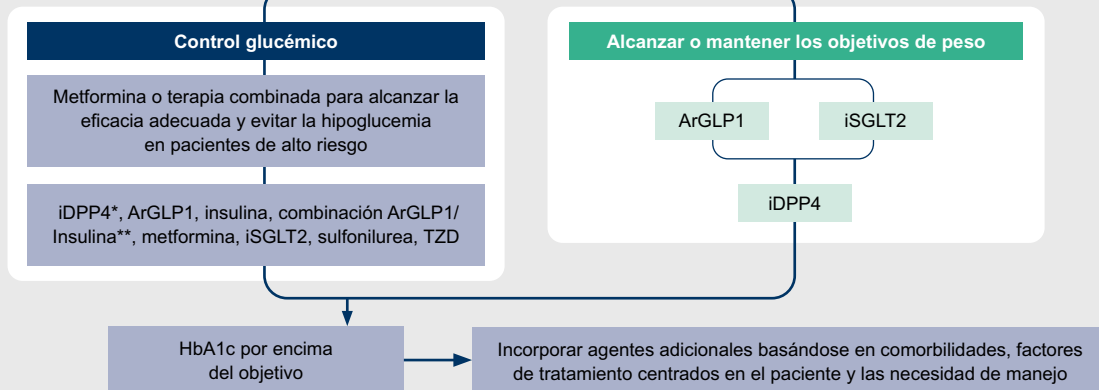 Control glucémico
Metformina o terapia combinada para alcanzar la
eficacia adecuada y evitar la hipoglucemia
en pacientes de alto riesgo
iDPP4*, ArGLP1, insulina, combinación ArGLP1/
Insulina**, metformina, iSGLT2, sulfonilurea, TZD
Alcanzar o mantener los objetivos de peso
ArGLP1
iSGLT2
iDPP4
HbA1c por encima
del objetivo
Incorporar agentes adicionales basándose en comorbilidades, factores
de tratamiento centrados en el paciente y las necesidad de manejo